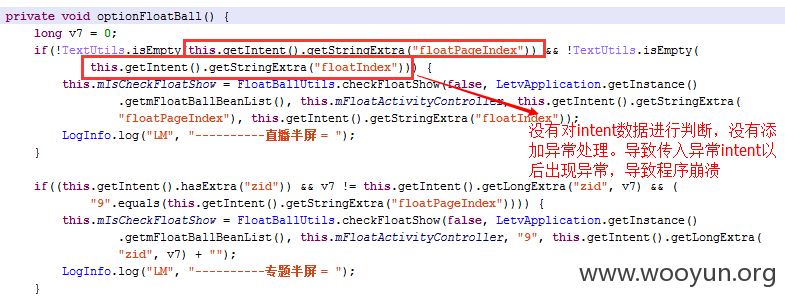 private void optionFloatBall() {
long v7 = 0;
if(!TextUtils.isEmpty(this.getIntent().getStringExtra("floatPageIndex")) && !TextUtils.isEmpty(
this.getIntent().getStringExtra("floatIndex"))) {
this.mIsCheckFloatShow = FloatBallUtils.checkFloatShow(false, LetvApplication.getInstance()
.getmFloatBallBeanList(), this.mFloatActivityController, this.getIntent().getStringExtra(
"floatPageIndex"), this.getIntent().getStringExtra("floatIndex"));
LogInfo.log("LM", "----------直播半屏 = ");
}
没有对intent数据进行判断，没有添
加异常处理。导致传入异常intent以
后出现异常，导致程序崩溃
if((this.getIntent().hasExtra("zid")) && v7 != this.getIntent().getLongExtra("zid", v7) && (
"9".equals(this.getIntent().getStringExtra("floatPageIndex")))) {
this.mIsCheckFloatShow = FloatBallUtils.checkFloatShow(false, LetvApplication.getInstance()
.getmFloatBallBeanList(), this.mFloatActivityController, "9", this.getIntent().getLongExtra(
"zid", v7) + "");
LogInfo.log("LM", "----------专题半屏 = ");
}
www.wooyun.org